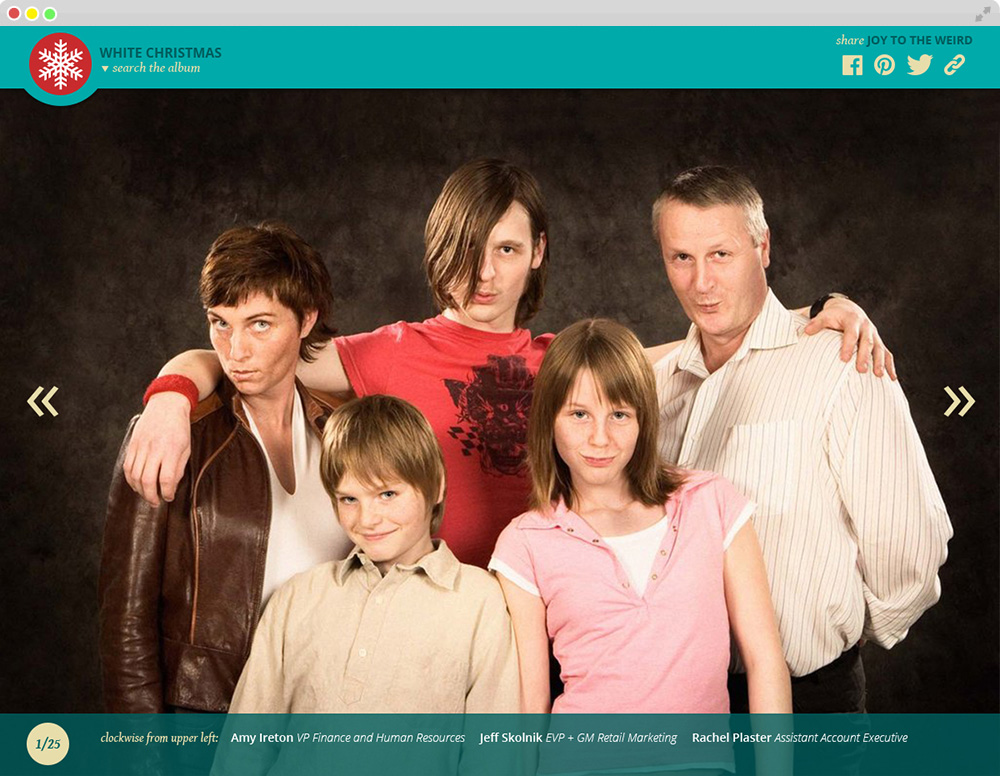 WHITE CHRISTMAS
▼ search the album
share JOY TO THE WEIRD
1/25
clockwise from upper left: Amy Ireton VP Finance and Human Resources Jeff Skolnik EVP + GM Retail Marketing Rachel Plaster Assistant Account Executive